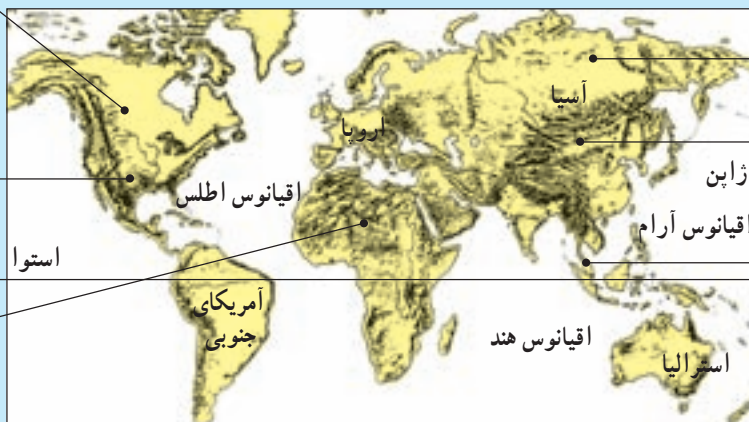 آسیا
اروپا
ژاپن
اقیانوس اطلس
اقیانوس آرام
استوا
آمریکای
جنوبی
اقیانوس هند
استرالیا